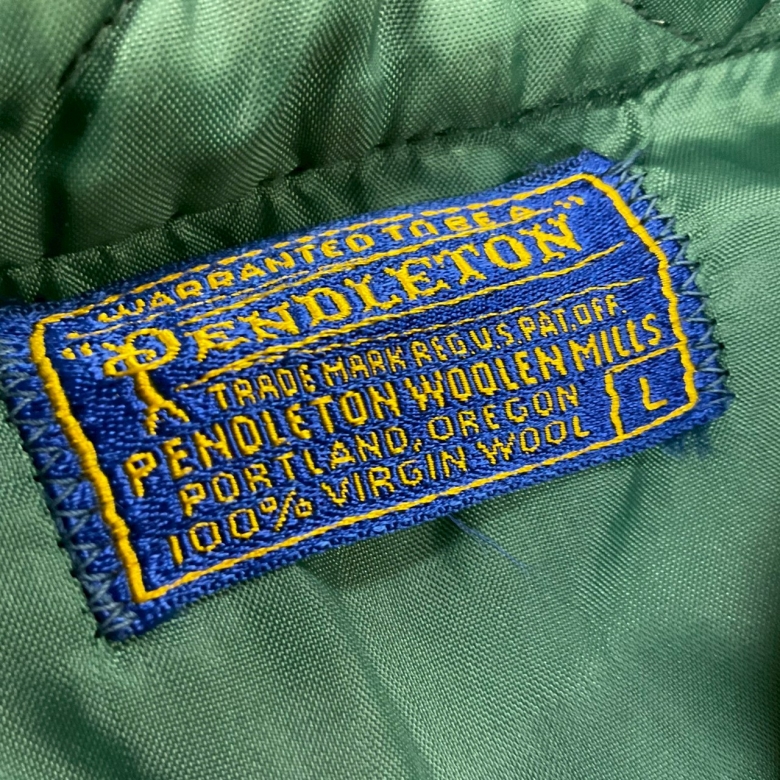 WARRANTED TO BE A
"PENDLETON"
TRADE MARK REG. U.S. PAT. OFF.
PENDLETON WOOLEN MILLS
PORTLAND, OREGON
100% VIRGIN WOOL
L